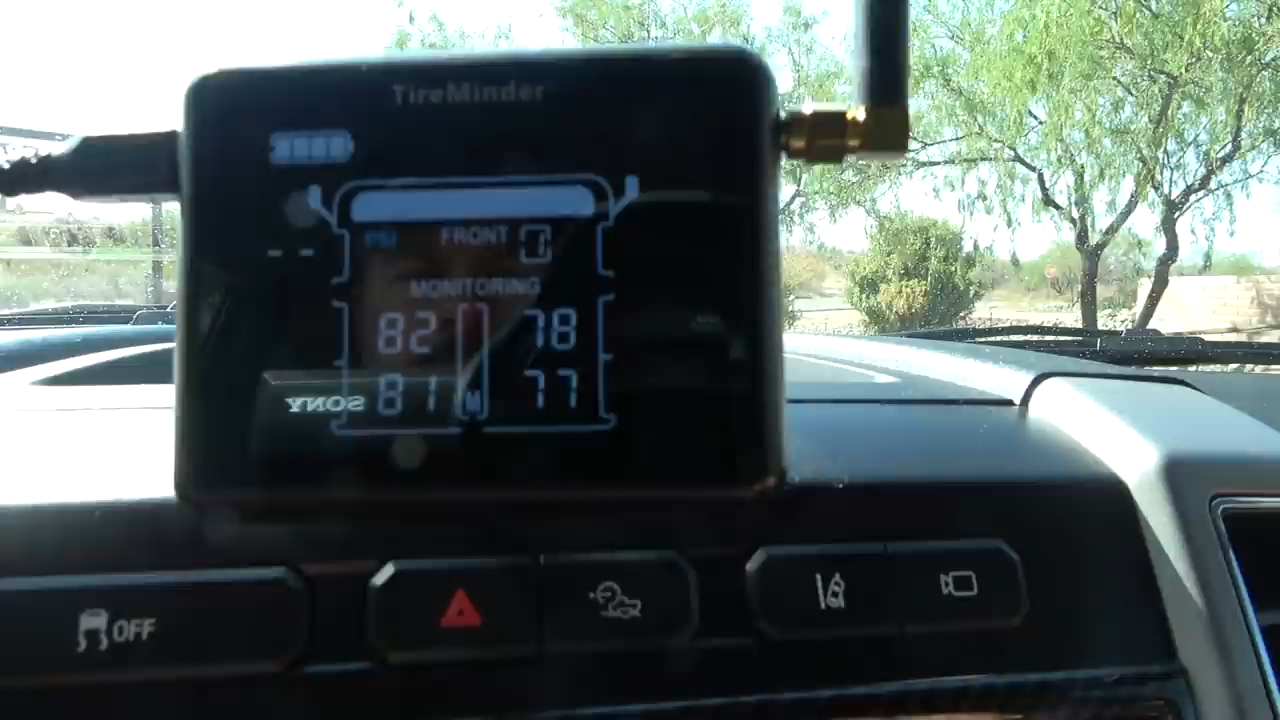 TireMinder
- -
PSI FRONT
MONITORING
82 78
81 M 77
SONY
OFF